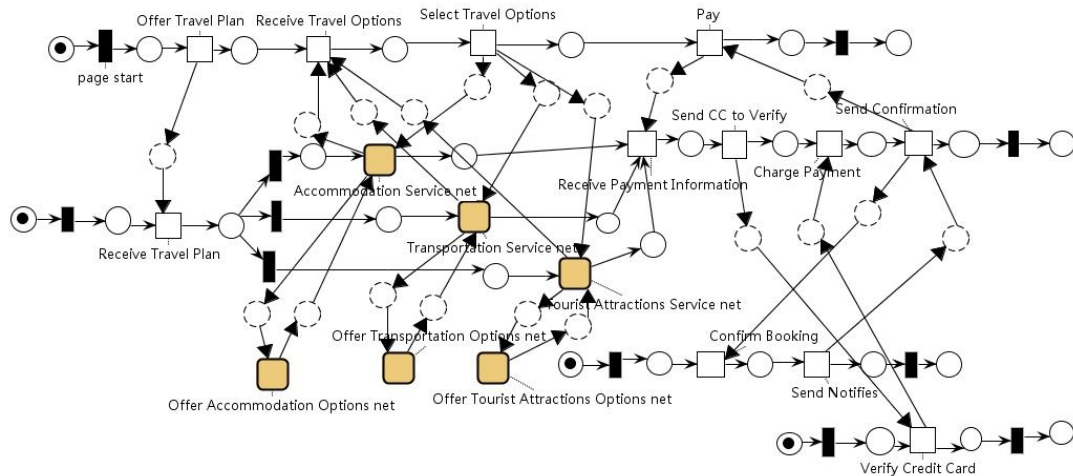 Offer Travel Plan
Receive Travel Options
Select Travel Options
Pay
page start
Send CC to Verify
Send Confirmation
Charge Payment
Receive Payment Information
Accommodation Service net
Receive Travel Plan
Transportation Service net
Tourist Attractions Service net
Offer Transportation Options net
Confirm Booking
Offer Accommodation Options net
Offer Tourist Attractions Options net
Send Notifies
Verify Credit Card